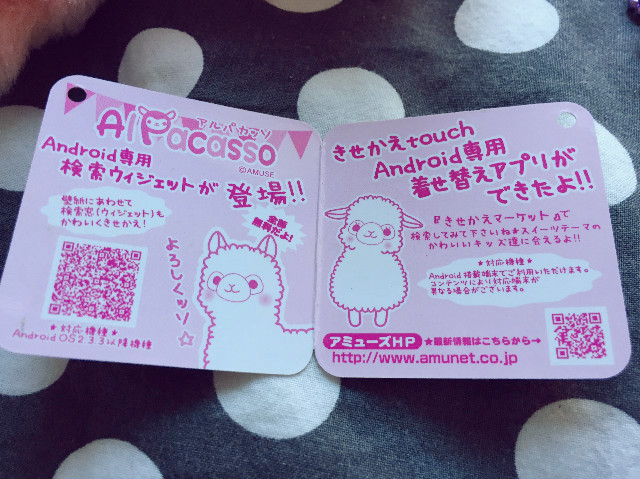 アルパカッソ
AlPacasso
©AMUSE
Android専用
検索ウィジェットが登場!!
壁紙にあわせて
検索窓(ウィジェット)も
かわいくきせかえ!
全部
無料だよ!
よろしくッソ☆
★対応機種★
Android OS2.3.3以降機種
きせかえtouch
Android専用
着せ替えアプリが
できたよ!!
『きせかえマーケット』で
検索してみて下さいね★スイーツテーマの
かわいいキッズ達に会えるよ!!
★対応機種★
Android搭載端末でご利用いただけます。
コンテンツにより対応端末が
異なる場合がございます。
アミューズHP ★最新情報はこちらから→
http://www.amunet.co.jp